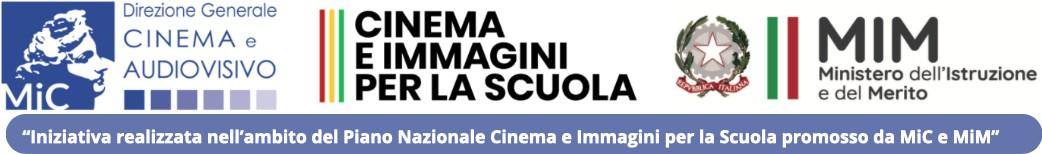 Direzione Generale
CINEMA e
AUDIOVISIVO
MiC
CINEMA
E IMMAGINI
PER LA SCUOLA
REPVBBLICA ITALIANA
MIM
Ministero dell'Istruzione
e del Merito
“Iniziativa realizzata nell’ambito del Piano Nazionale Cinema e Immagini per la Scuola promosso da MiC e MiM”